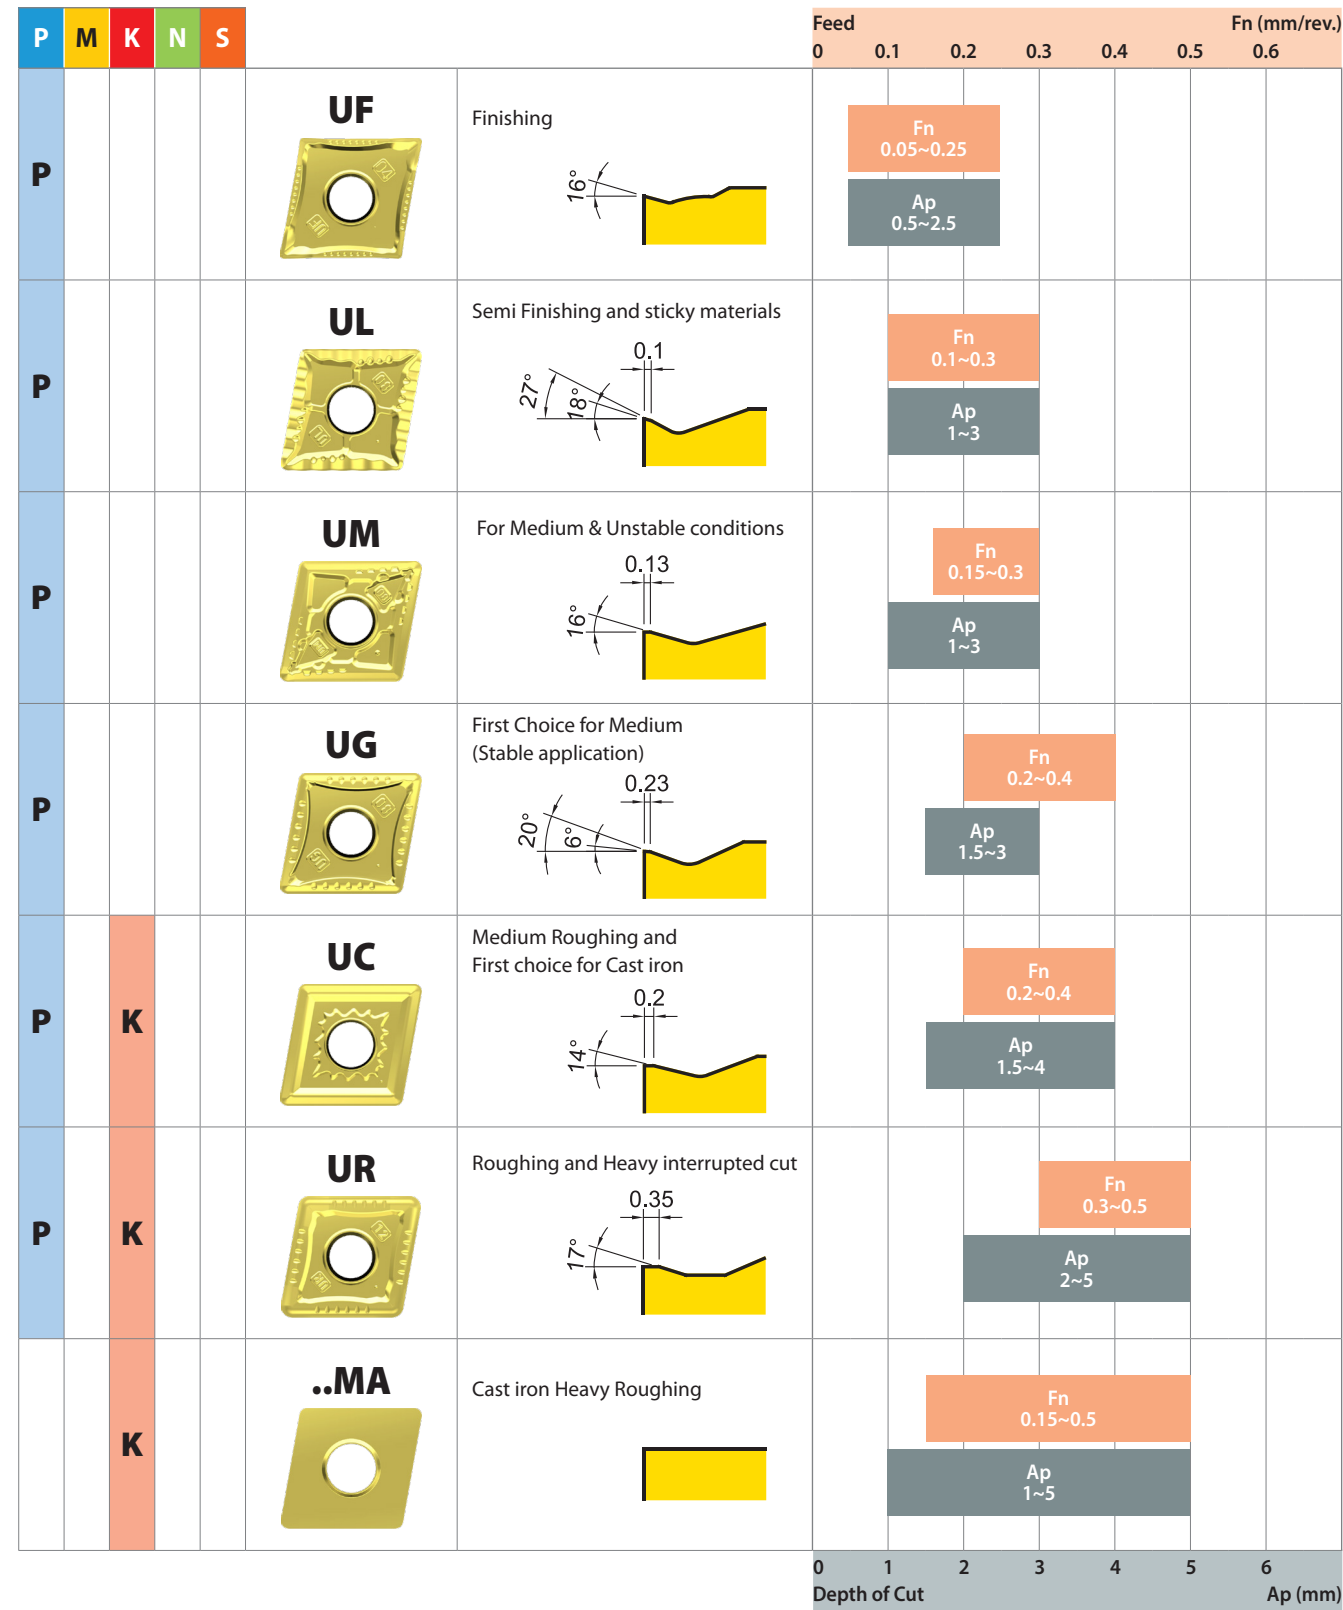 P M K N S
Feed Fn (mm/rev.)
0 0.1 0.2 0.3 0.4 0.5 0.6
P
UF
Finishing
16°
Fn
0.05~0.25
Ap
0.5~2.5
P
UL
Semi Finishing and sticky materials
0.1
27°
18°
Fn
0.1~0.3
Ap
1~3
P
UM
For Medium & Unstable conditions
0.13
16°
Fn
0.15~0.3
Ap
1~3
P
UG
First Choice for Medium
(Stable application)
0.23
20°
6°
Fn
0.2~0.4
Ap
1.5~3
P K
UC
Medium Roughing and
First choice for Cast iron
0.2
14°
Fn
0.2~0.4
Ap
1.5~4
P K
UR
Roughing and Heavy interrupted cut
0.35
17°
Fn
0.3~0.5
Ap
2~5
K
..MA
Cast iron Heavy Roughing
Fn
0.15~0.5
Ap
1~5
0 1 2 3 4 5 6
Depth of Cut Ap (mm)